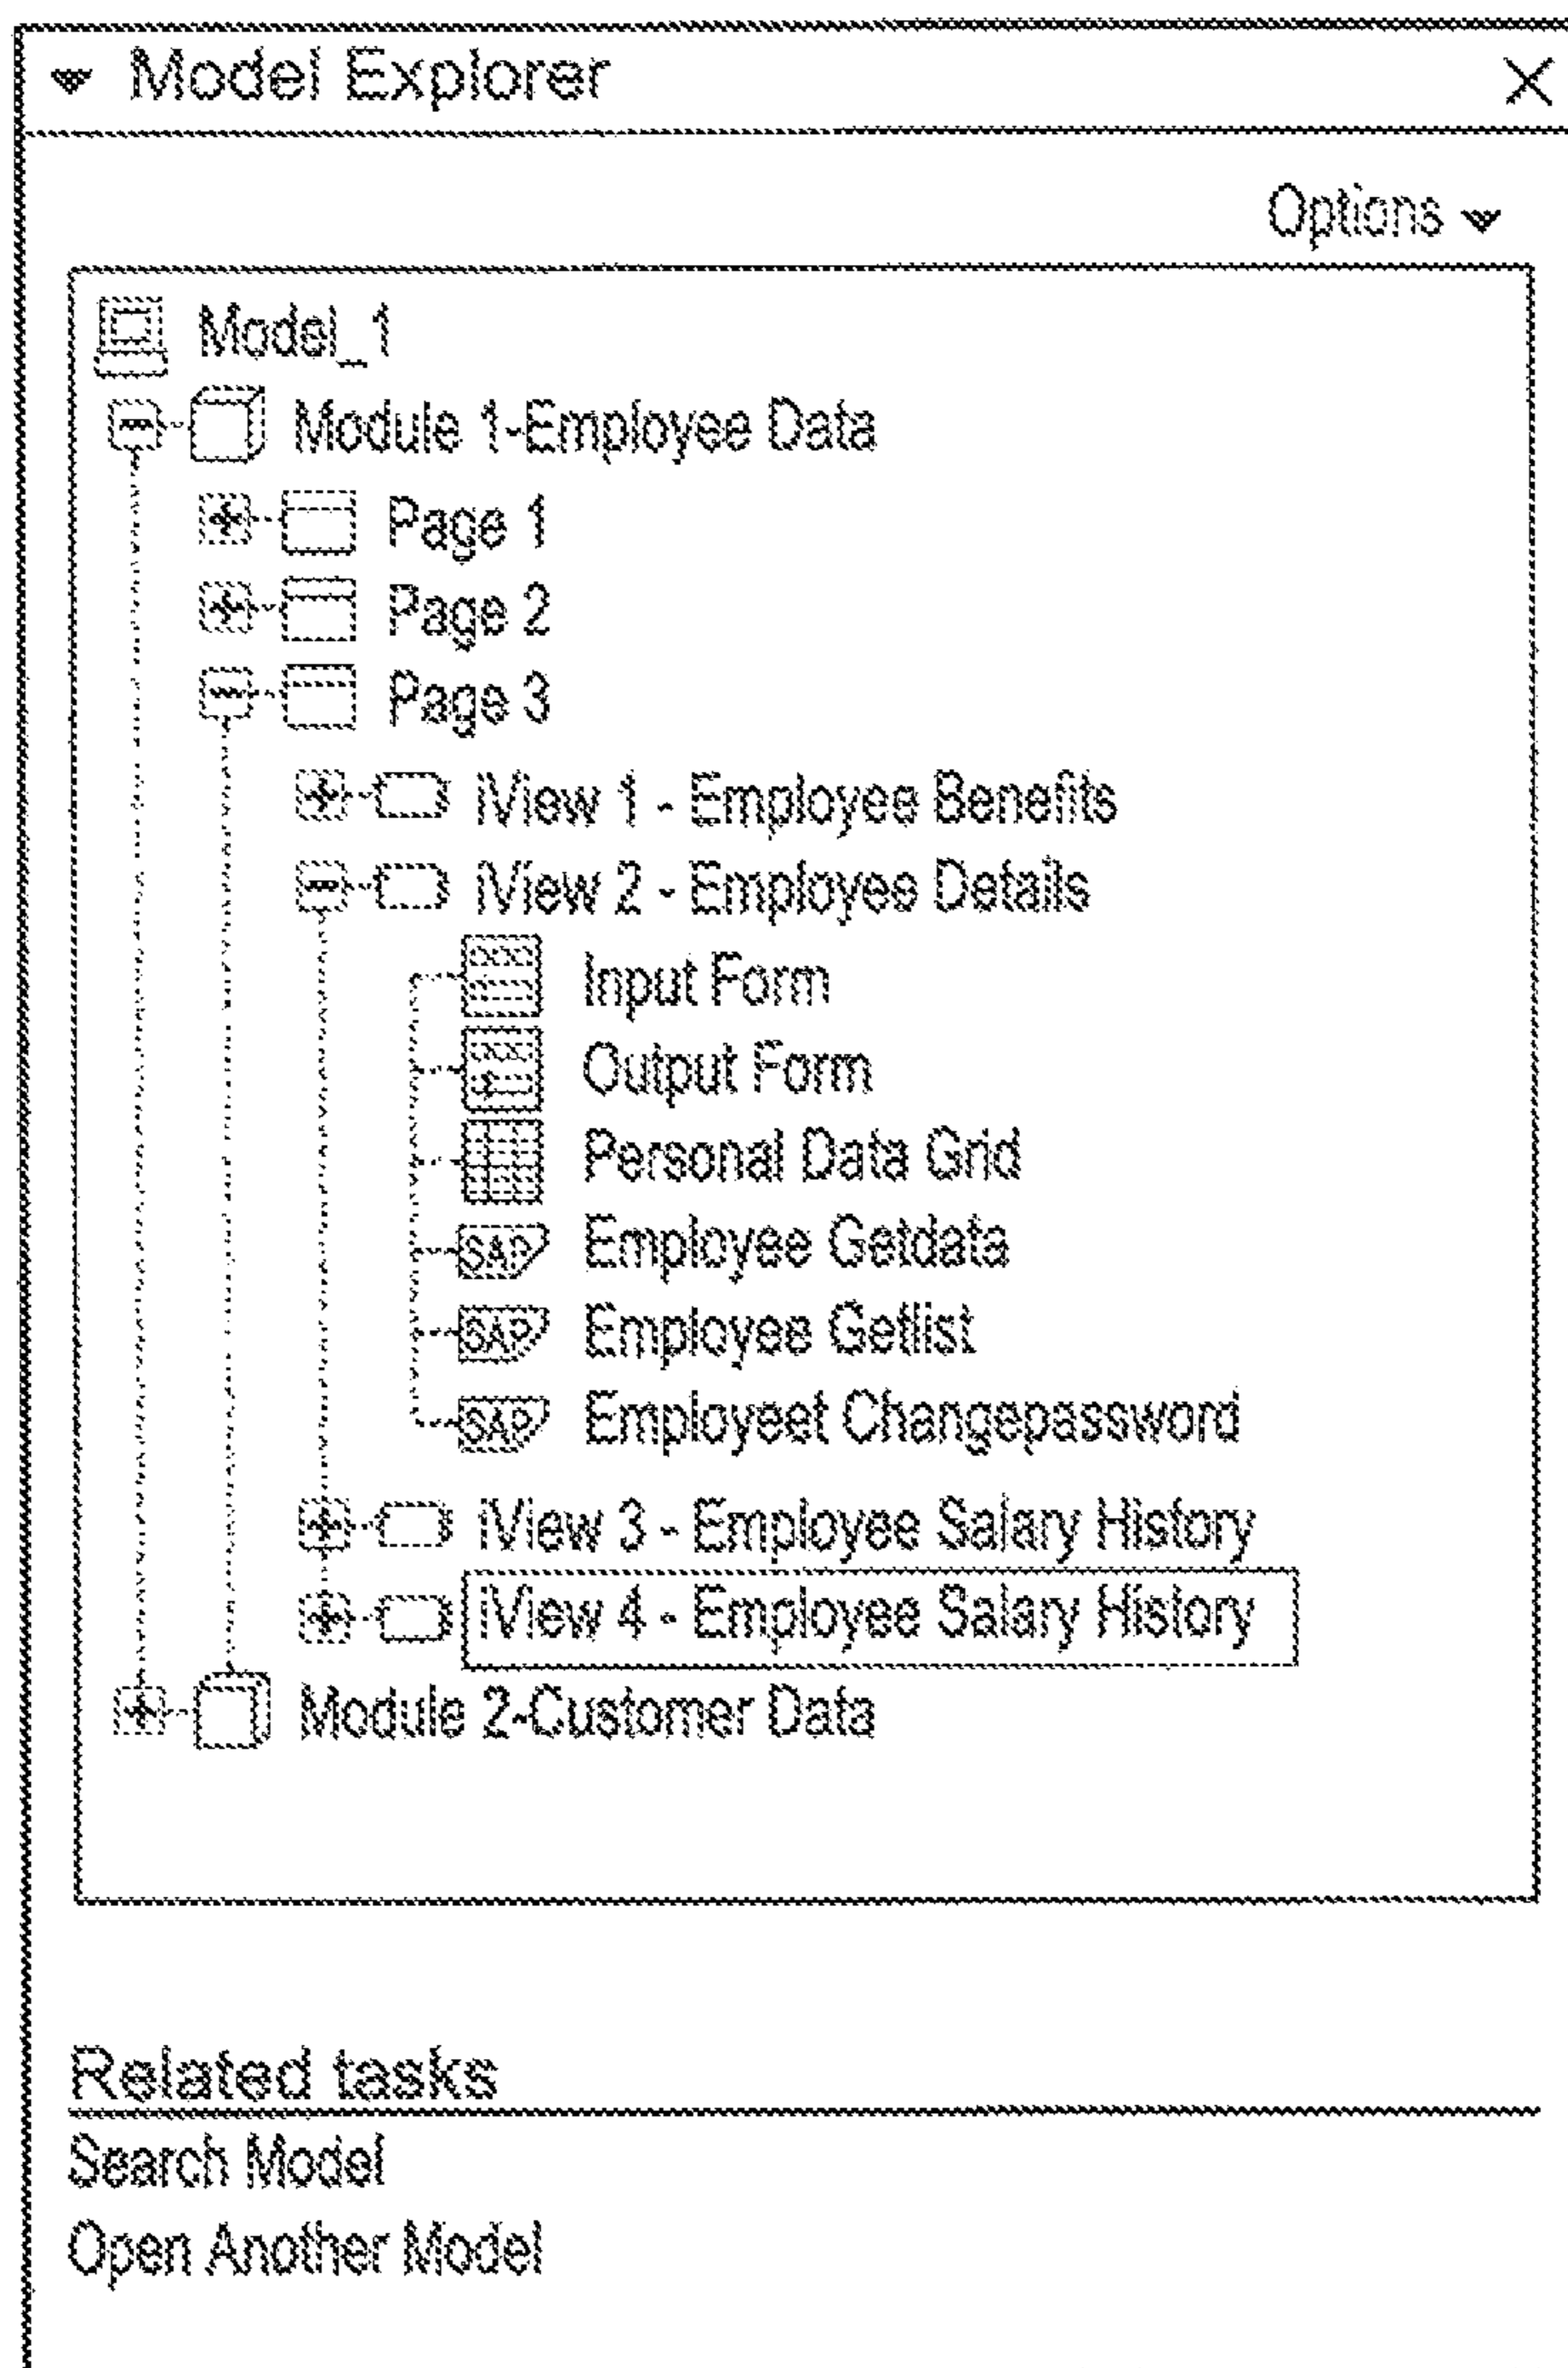 Model Explorer
Options
Model_1
Module 1-Employee Data
Page 1
Page 2
Page 3
iView 1 - Employee Benefits
iView 2 - Employee Details
Input Form
Output Form
Personal Data Grid
SAP Employee Getdata
SAP Employee Getlist
SAP Employeet Changepassword
iView 3 - Employee Salary History
iView 4 - Employee Salary History
Module 2-Customer Data
Related tasks
Search Model
Open Another Model